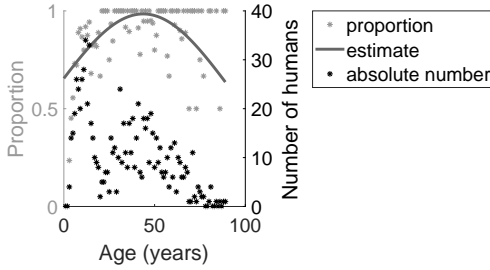 1
0.5
0
Proportion
40
30
20
10
0
Number of humans
0
50
100
Age (years)
proportion
estimate
absolute number